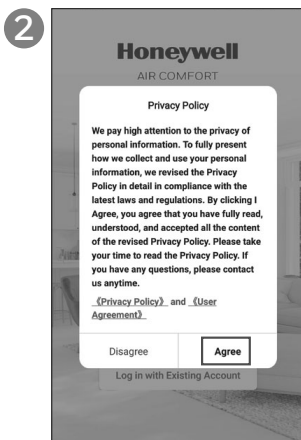 2
Honeywell
AIR COMFORT
Privacy Policy
We pay high attention to the privacy of
personal information. To fully present
how we collect and use your personal
information, we revised the Privacy
Policy in detail in compliance with the
latest laws and regulations. By clicking I
Agree, you agree that you have fully read,
understood, and accepted all the content
of the revised Privacy Policy. Please take
your time to read the Privacy Policy. If
you have any questions, please contact
us anytime.
《Privacy Policy》 and 《User
Agreement》
Disagree Agree
Log in with Existing Account